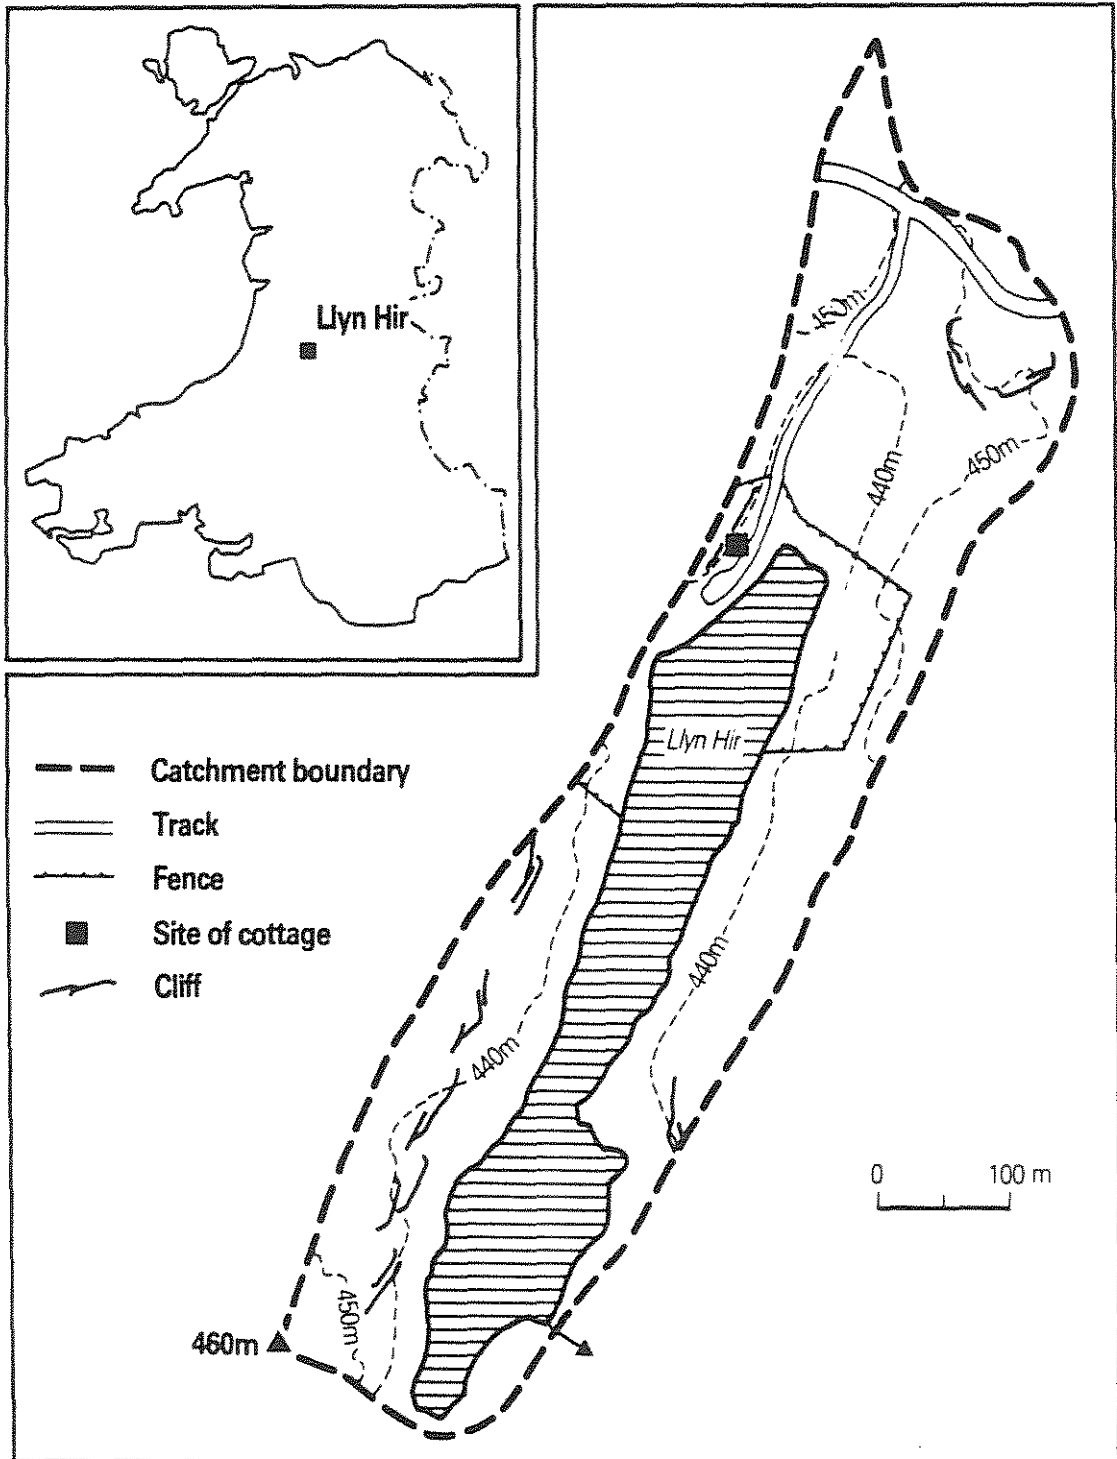 Llyn Hir
450m
440m
450m
Llyn Hir
Catchment boundary
Track
Fence
Site of cottage
Cliff
440m
440m
0 100 m
450m
460m